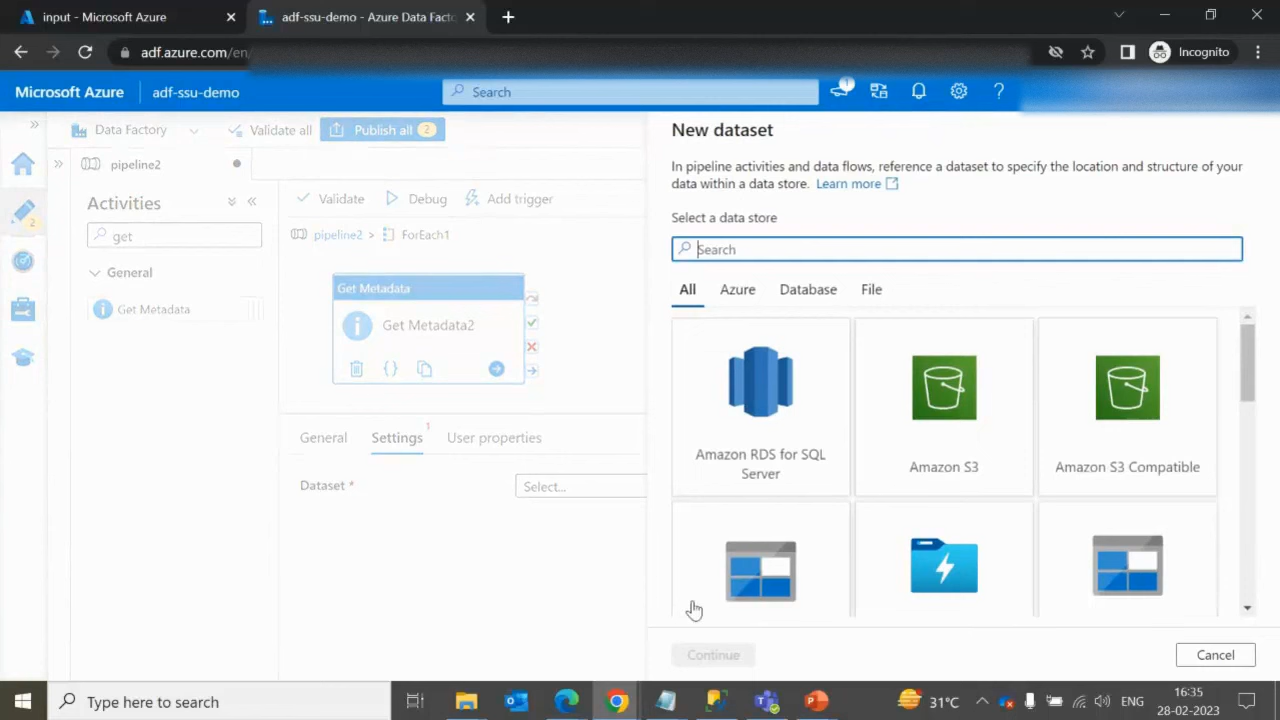 input - Microsoft Azure
adf-ssu-demo - Azure Data Facto
adf.azure.com/en
Incognito
Microsoft Azure
adf-ssu-demo
Search
1
Data Factory
Validate all
Publish all 2
pipeline2
Activities
get
General
Get Metadata
2
Validate
Debug
Add trigger
pipeline2 > ForEach1
Get Metadata
Get Metadata2
General
Settings 1
User properties
Dataset *
Select...
New dataset
In pipeline activities and data flows, reference a dataset to specify the location and structure of your
data within a data store. Learn more
Select a data store
Search
All
Azure
Database
File
Amazon RDS for SQL
Server
Amazon S3
Amazon S3 Compatible
Continue
Cancel
Type here to search
31°C
ENG
16:35
28-02-2023